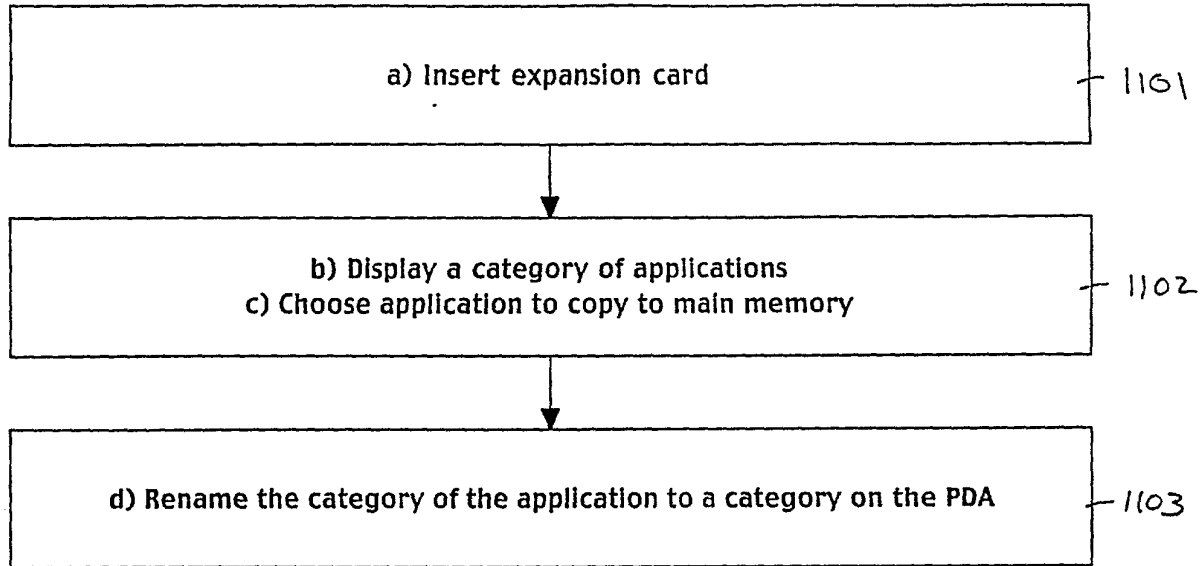 a) Insert expansion card
1101
b) Display a category of applications
c) Choose application to copy to main memory
1102
d) Rename the category of the application to a category on the PDA
1103